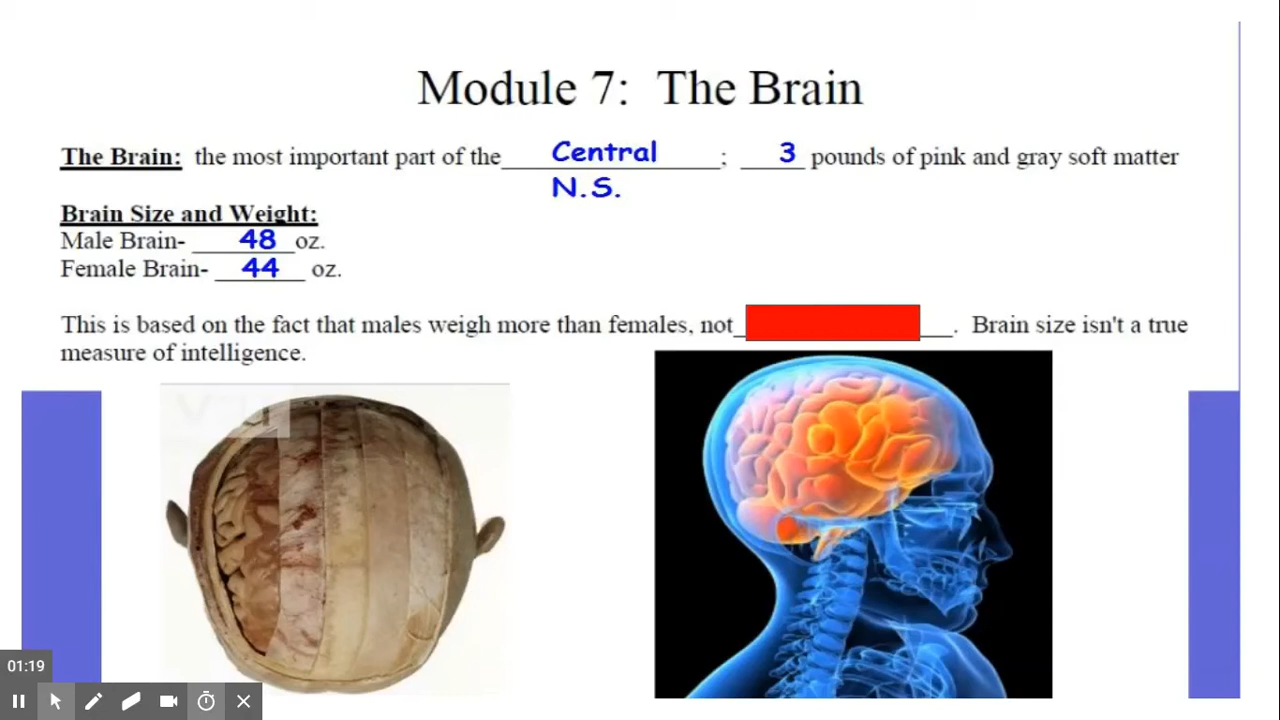 Module 7: The Brain
The Brain: the most important part of the Central ; 3 pounds of pink and gray soft matter
N.S.
Brain Size and Weight:
Male Brain- 48 oz.
Female Brain- 44 oz.
This is based on the fact that males weigh more than females, not . Brain size isn't a true
measure of intelligence.
01:19